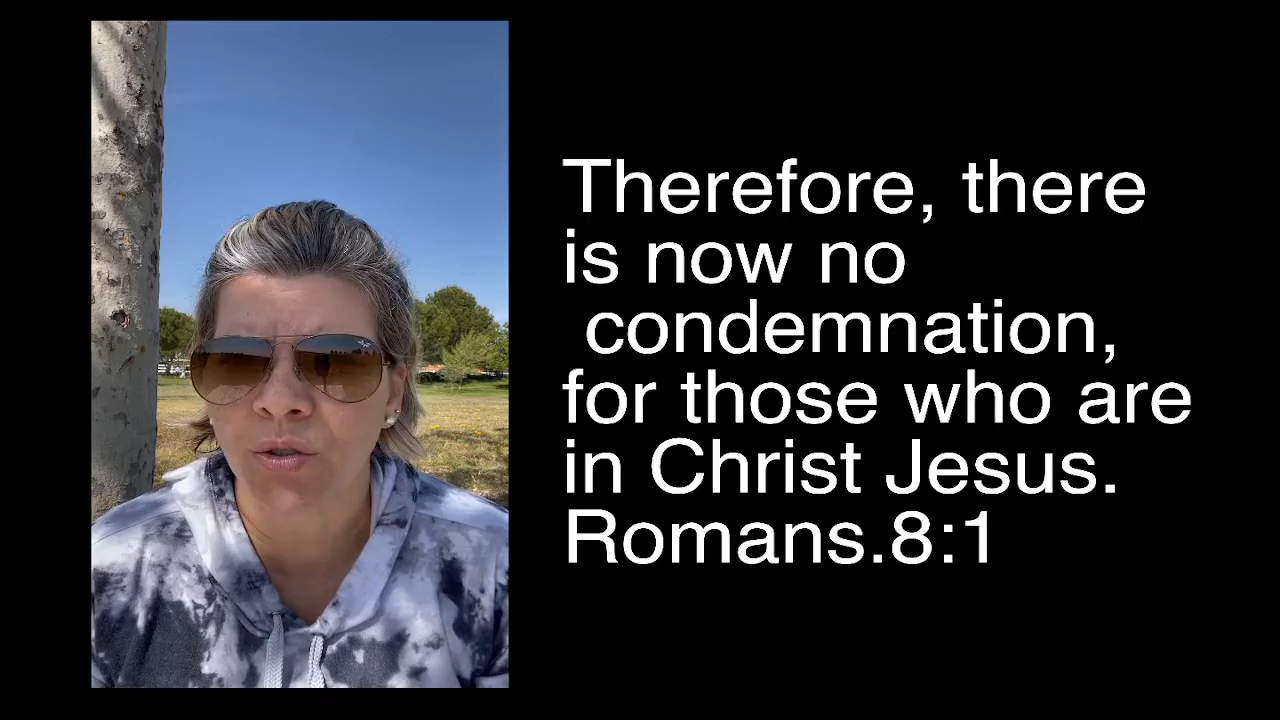 Therefore, there
is now no
condemnation,
for those who are
in Christ Jesus.
Romans.8:1